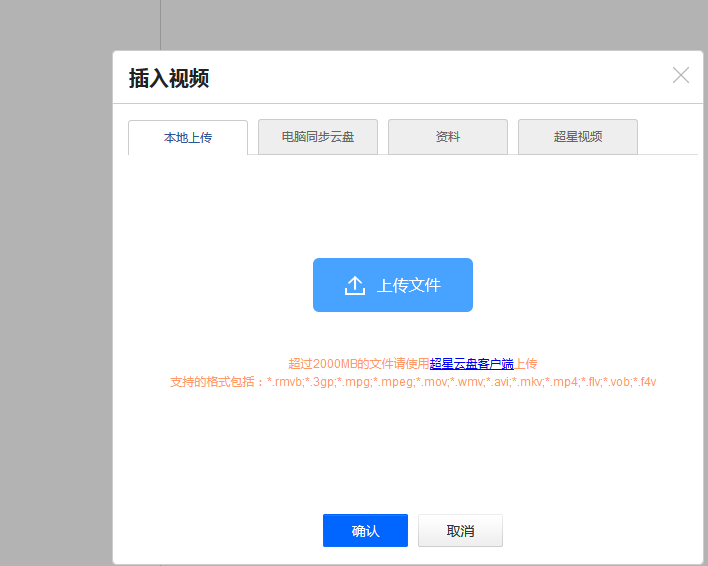 插入视频
本地上传 电脑同步云盘 资料 超星视频
上传文件
超过2000MB的文件请使用超星云盘客户端上传
支持的格式包括：*.rmvb;*.3gp;*.mpg;*.mpeg;*.mov;*.wmv;*.avi;*.mkv;*.mp4;*.flv;*.vob;*.f4v
确认 取消